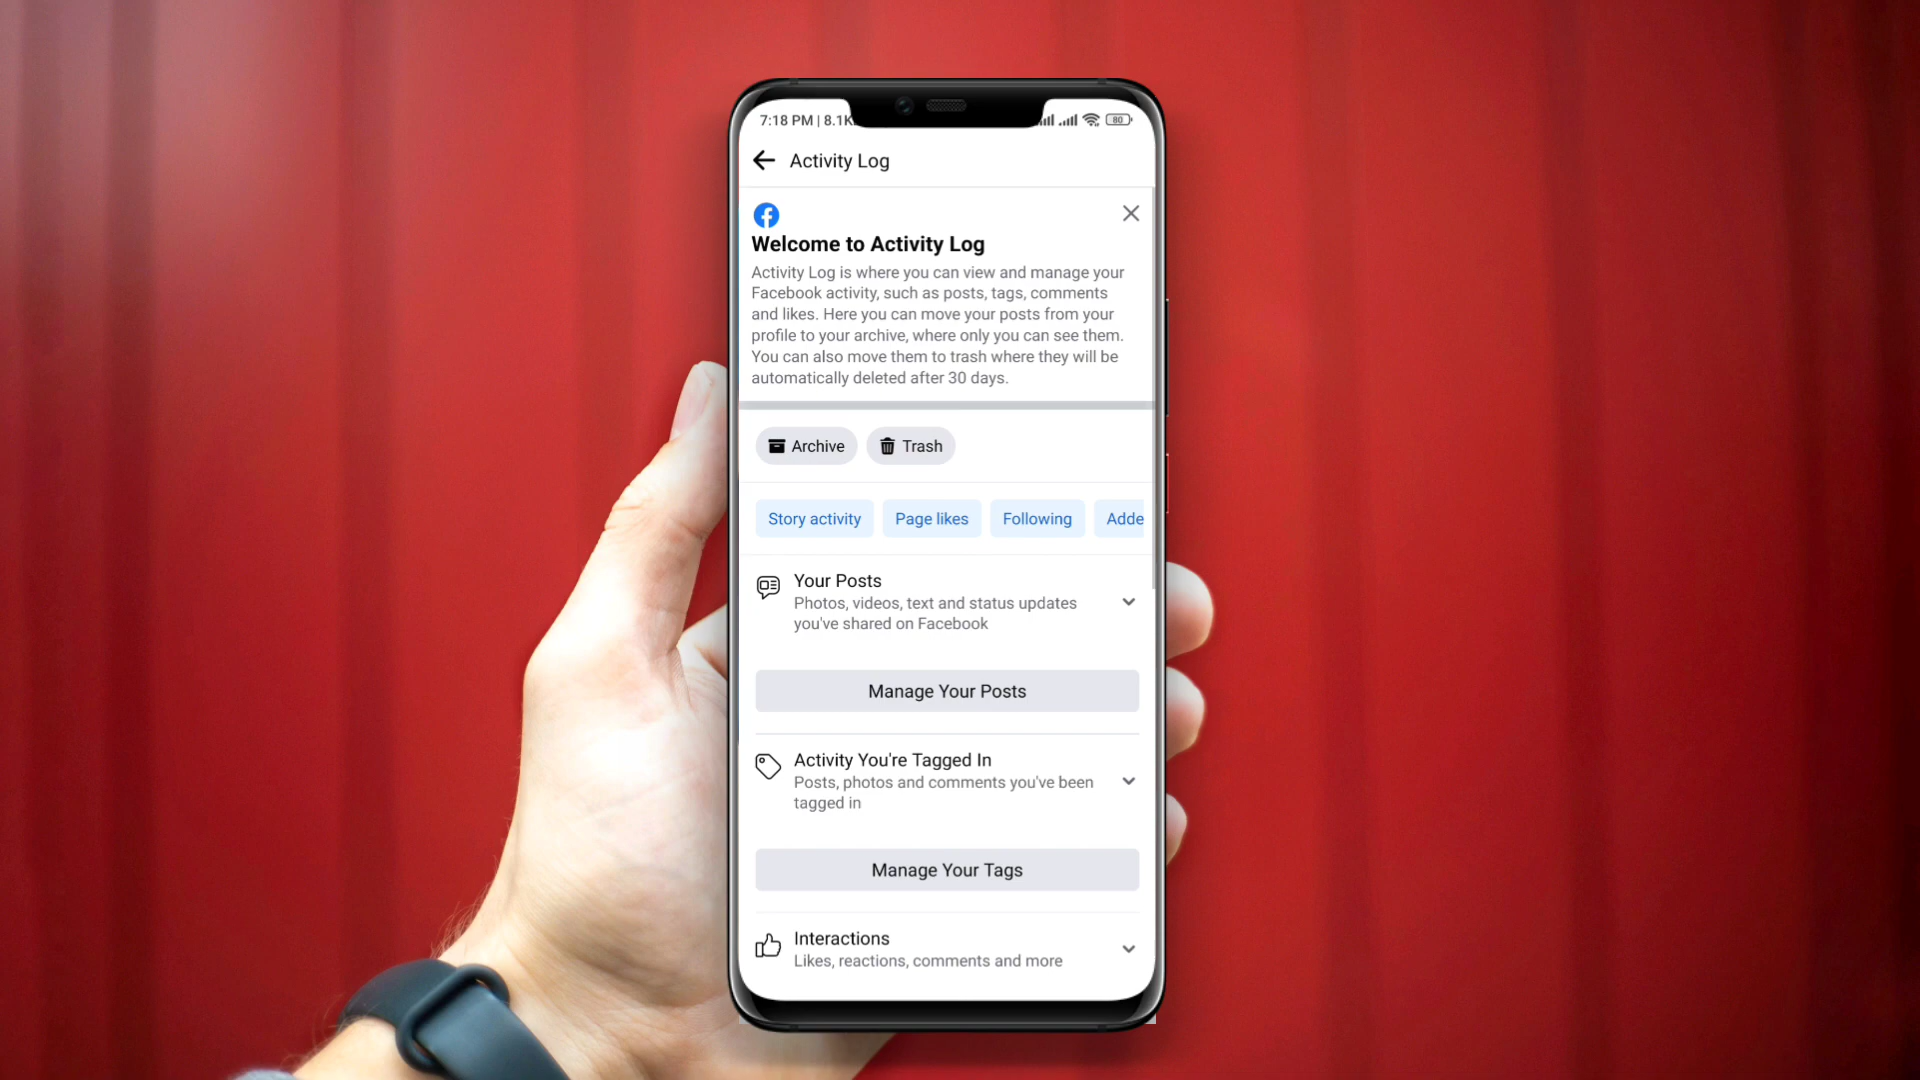 7:18 PM | 8.1K
80
Activity Log
Welcome to Activity Log
Activity Log is where you can view and manage your
Facebook activity, such as posts, tags, comments
and likes. Here you can move your posts from your
profile to your archive, where only you can see them.
You can also move them to trash where they will be
automatically deleted after 30 days.
Archive
Trash
Story activity
Page likes
Following
Adde
Your Posts
Photos, videos, text and status updates
you've shared on Facebook
Manage Your Posts
Activity You're Tagged In
Posts, photos and comments you've been
tagged in
Manage Your Tags
Interactions
Likes, reactions, comments and more